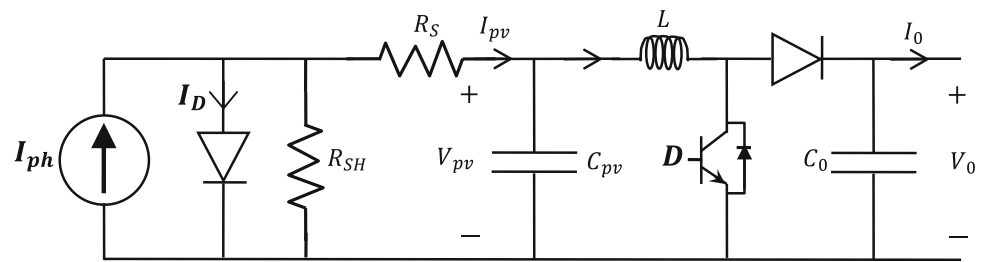 R_S
I_pv
L
I_0
I_D
+
+
I_ph
R_SH
V_pv
C_pv
D
C_0
V_0
−
−